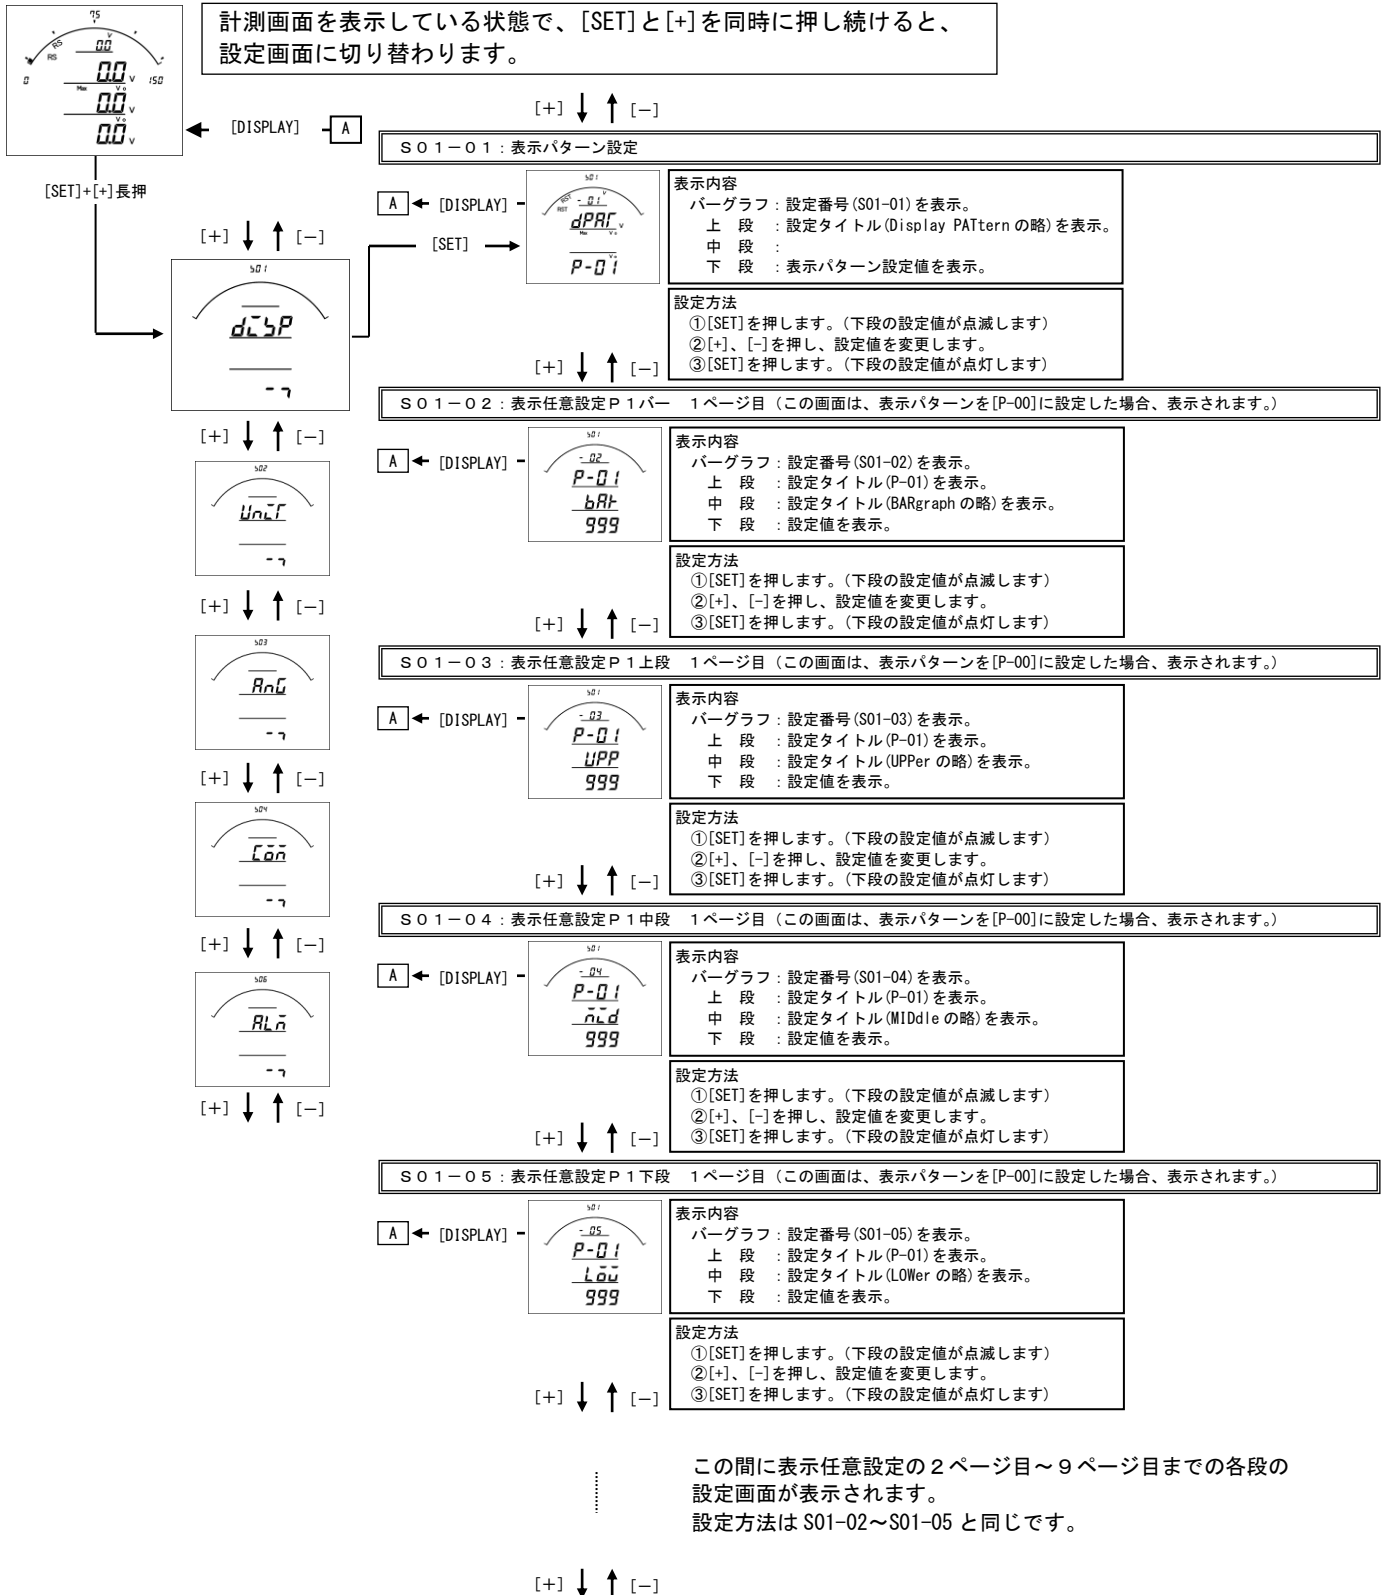 計測画面を表示している状態で、[SET]と[+]を同時に押し続けると、
設定画面に切り替わります。
75
RS
RS
V
0.0
0
150
0.0 V
Max
V o
0.0 V
V o
0.0 V
[DISPLAY]
A
[SET]+[+]長押
[+] [−]
S01−01：表示パターン設定
A [DISPLAY]
[SET]
S01
RST
RST
- 01
V
dPAT V
Max
V o
V o
P-01
表示内容
バーグラフ：設定番号(S01-01)を表示。
上　段　：設定タイトル(Display PATtern の略)を表示。
中　段　：
下　段　：表示パターン設定値を表示。
設定方法
①[SET]を押します。(下段の設定値が点滅します)
②[+]、[-]を押し、設定値を変更します。
③[SET]を押します。(下段の設定値が点灯します)
[+] [−]
S01
diSP
[+] [−]
S02
UniT
[+] [−]
S03
AnG
[+] [−]
S04
Com
[+] [−]
S06
ALm
[+] [−]
[+] [−]
S01−02：表示任意設定P1バー　1ページ目（この画面は、表示パターンを[P-00]に設定した場合、表示されます。）
A [DISPLAY]
S01
- 02
P-01
bAr
999
表示内容
バーグラフ：設定番号(S01-02)を表示。
上　段　：設定タイトル(P-01)を表示。
中　段　：設定タイトル(BARgraph の略)を表示。
下　段　：設定値を表示。
設定方法
①[SET]を押します。(下段の設定値が点滅します)
②[+]、[-]を押し、設定値を変更します。
③[SET]を押します。(下段の設定値が点灯します)
[+] [−]
S01−03：表示任意設定P1上段　1ページ目（この画面は、表示パターンを[P-00]に設定した場合、表示されます。）
A [DISPLAY]
S01
- 03
P-01
UPP
999
表示内容
バーグラフ：設定番号(S01-03)を表示。
上　段　：設定タイトル(P-01)を表示。
中　段　：設定タイトル(UPPer の略)を表示。
下　段　：設定値を表示。
設定方法
①[SET]を押します。(下段の設定値が点滅します)
②[+]、[-]を押し、設定値を変更します。
③[SET]を押します。(下段の設定値が点灯します)
[+] [−]
S01−04：表示任意設定P1中段　1ページ目（この画面は、表示パターンを[P-00]に設定した場合、表示されます。）
A [DISPLAY]
S01
- 04
P-01
mid
999
表示内容
バーグラフ：設定番号(S01-04)を表示。
上　段　：設定タイトル(P-01)を表示。
中　段　：設定タイトル(MIDdle の略)を表示。
下　段　：設定値を表示。
設定方法
①[SET]を押します。(下段の設定値が点滅します)
②[+]、[-]を押し、設定値を変更します。
③[SET]を押します。(下段の設定値が点灯します)
[+] [−]
S01−05：表示任意設定P1下段　1ページ目（この画面は、表示パターンを[P-00]に設定した場合、表示されます。）
A [DISPLAY]
S01
- 05
P-01
Low
999
表示内容
バーグラフ：設定番号(S01-05)を表示。
上　段　：設定タイトル(P-01)を表示。
中　段　：設定タイトル(LOWer の略)を表示。
下　段　：設定値を表示。
設定方法
①[SET]を押します。(下段の設定値が点滅します)
②[+]、[-]を押し、設定値を変更します。
③[SET]を押します。(下段の設定値が点灯します)
[+] [−]
この間に表示任意設定の２ページ目～９ページ目までの各段の
設定画面が表示されます。
設定方法は S01-02～S01-05 と同じです。
[+] [−]